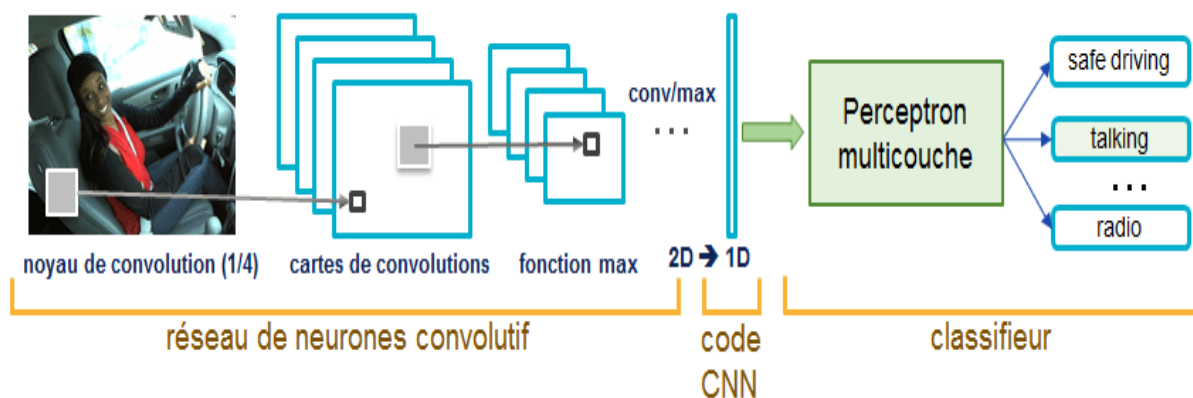 noyau de convolution (1/4)
cartes de convolutions
fonction max
conv/max
...
2D ➔ 1D
Perceptron
multicouche
safe driving
talking
...
radio
réseau de neurones convolutif
code
CNN
classifieur